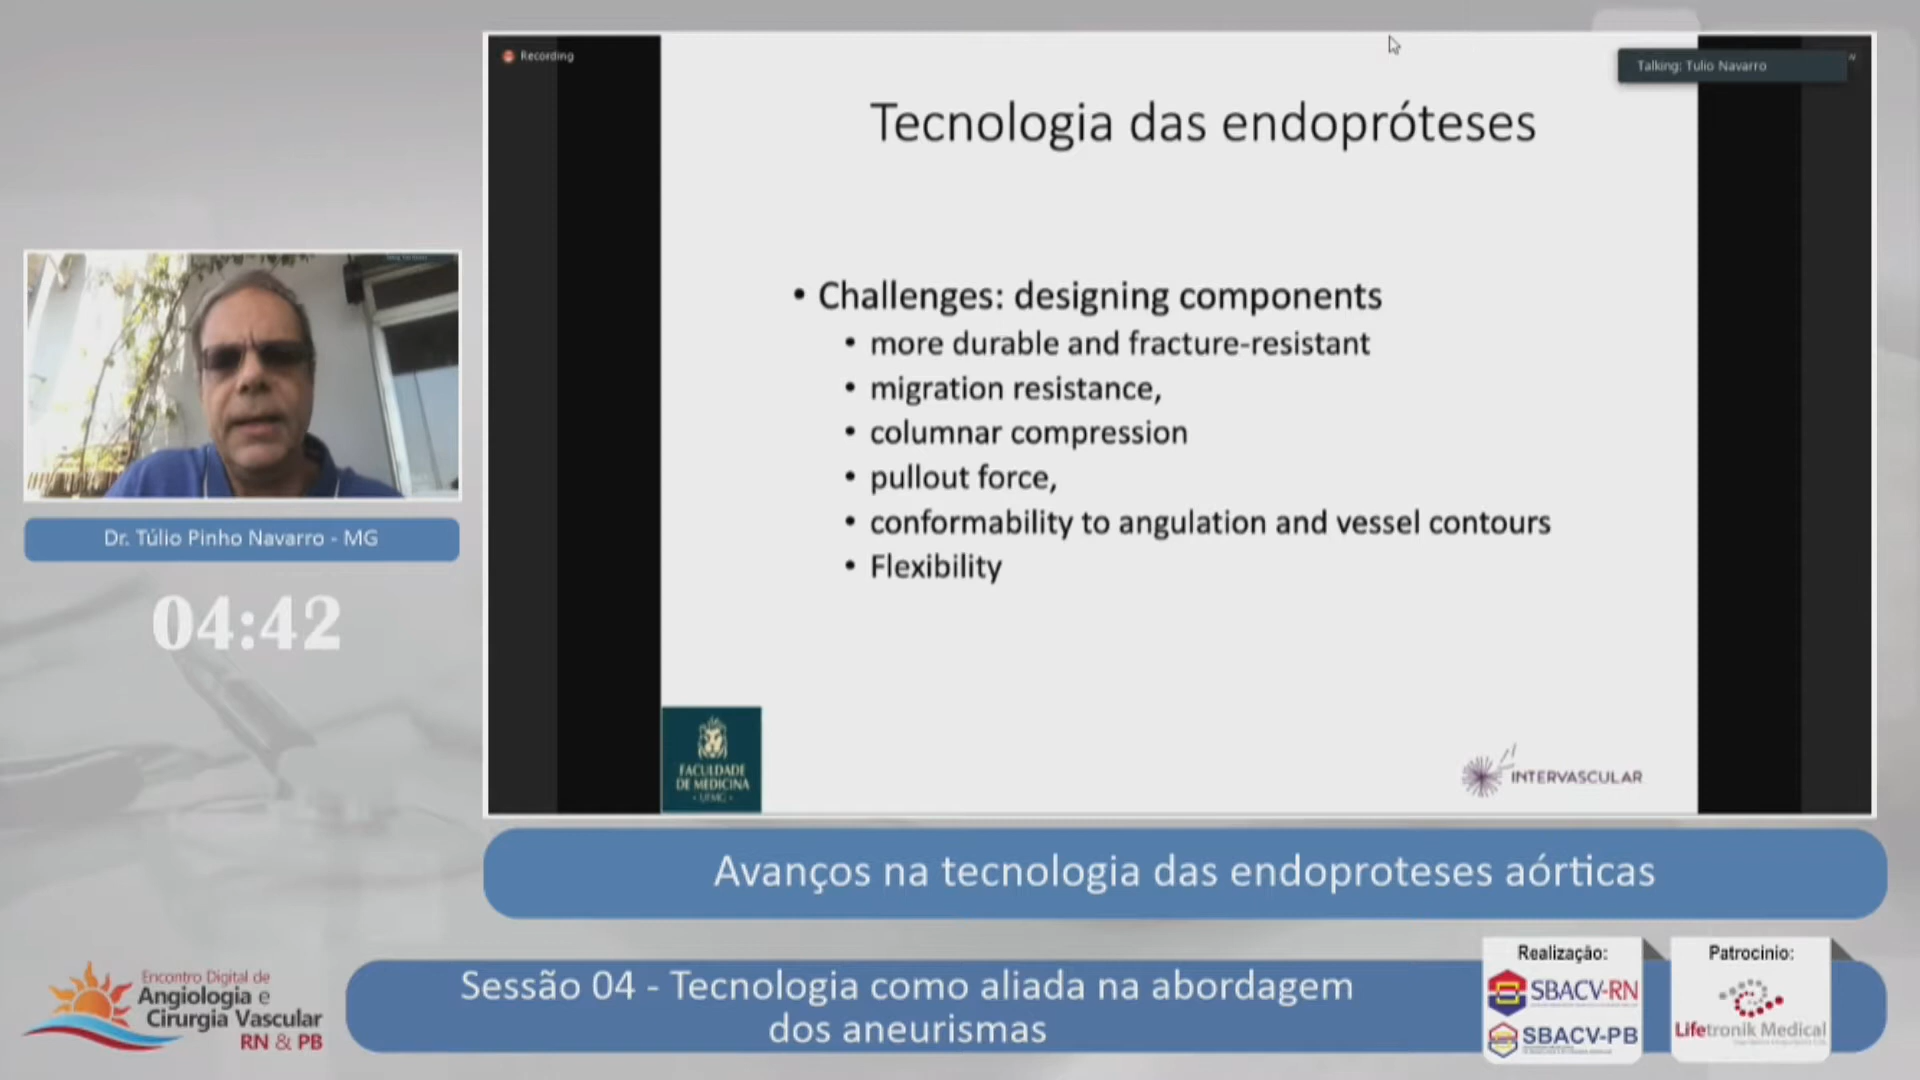 Recording
Talking: Tulio Navarro
Tecnologia das endopróteses
• Challenges: designing components
• more durable and fracture-resistant
• migration resistance,
• columnar compression
• pullout force,
• conformability to angulation and vessel contours
• Flexibility
FACULDADE
DE MEDICINA
• UFMG •
INTERVASCULAR
Dr. Túlio Pinho Navarro - MG
04:42
Avanços na tecnologia das endoproteses aórticas
Sessão 04 - Tecnologia como aliada na abordagem
dos aneurismas
Encontro Digital de
Angiologia e
Cirurgia Vascular
RN & PB
Realização:
SBACV-RN
SBACV-PB
Patrocinio:
Lifetronik Medical